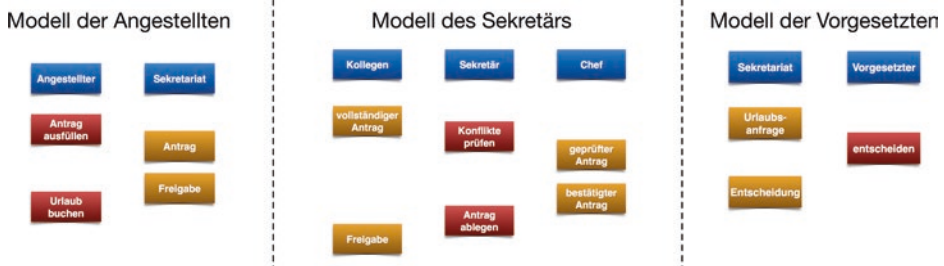 Modell der Angestellten
Angestellter
Sekretariat
Antrag
ausfüllen
Antrag
Freigabe
Urlaub
buchen
Modell des Sekretärs
Kollegen
Sekretär
Chef
vollständiger
Antrag
Konflikte
prüfen
geprüfter
Antrag
bestätigter
Antrag
Antrag
ablegen
Freigabe
Modell der Vorgesetzten
Sekretariat
Vorgesetzter
Urlaubs-
anfrage
entscheiden
Entscheidung